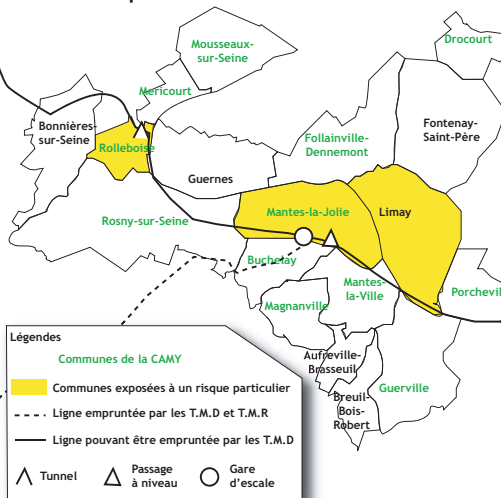 Mousseaux-
sur-Seine
Drocourt
Méricourt
Bonnières-
sur-Seine
Fontenay-
Saint-Père
Rolleboise
Follainville-
Dennemont
Guernes
Rosny-sur-Seine
Mantes-la-Jolie
Limay
Buchelay
Mantes-
la-Ville
Porchevil
Magnanville
Aufreville-
Brasseuil
Guerville
Breuil-
Bois-
Robert
Légendes
Communes de la CAMY
Communes exposées à un risque particulier
Ligne empruntée par les T.M.D et T.M.R
Ligne pouvant être empruntée par les T.M.D
Tunnel
Passage
à niveau
Gare
d'escale